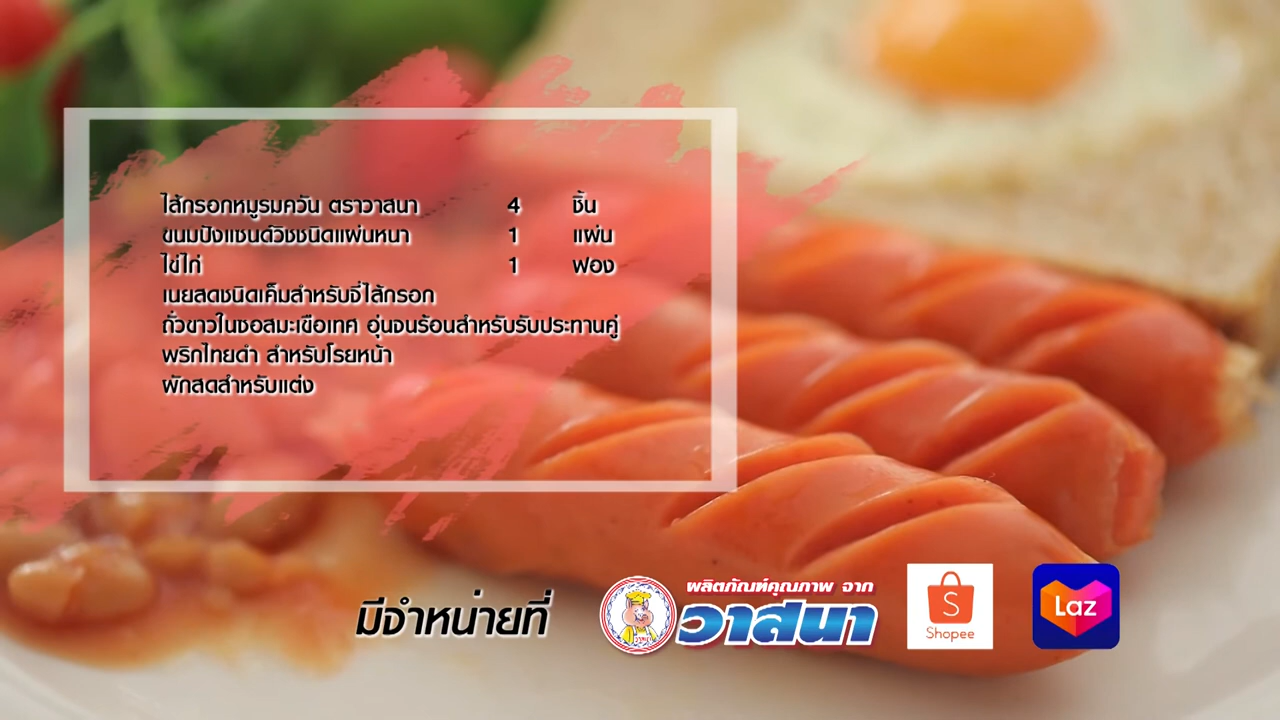 ไส้กรอกหมูรมควัน ตราวาสนา 4 ชิ้น
ขนมปังแซนด์วิชชนิดแผ่นหนา 1 แผ่น
ไข่ไก่ 1 ฟอง
เนยสดชนิดเค็มสำหรับจี่ไส้กรอก
ถั่วขาวในซอสมะเขือเทศ อุ่นจนร้อนสำหรับรับประทานคู่
พริกไทยดำ สำหรับโรยหน้า
ผักสดสำหรับแต่ง
มีจำหน่ายที่
ผลิตภัณฑ์คุณภาพ จาก
วาสนา
วาสนา
S
Shopee
Laz